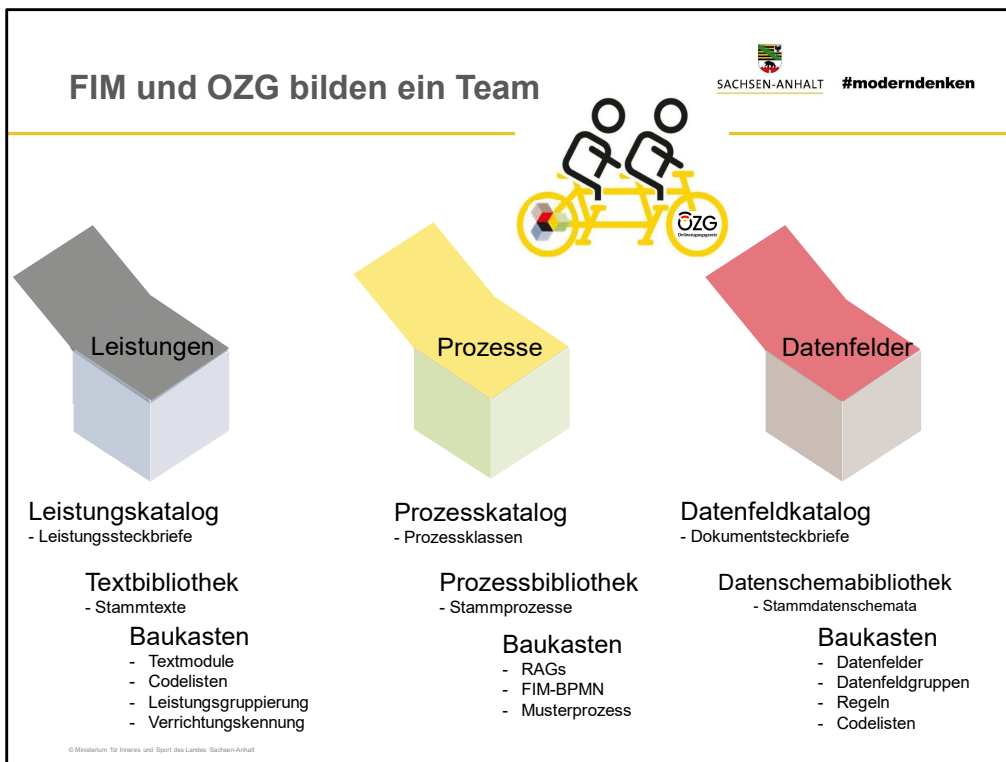 FIM und OZG bilden ein Team
SACHSEN-ANHALT
#moderndenken
OZG
Onlinezugangsgesetz
Leistungen
Prozesse
Datenfelder
Leistungskatalog
- Leistungssteckbriefe
Textbibliothek
- Stammtexte
Baukasten
- Textmodule
- Codelisten
- Leistungsgruppierung
- Verrichtungskennung
Prozesskatalog
- Prozessklassen
Prozessbibliothek
- Stammprozesse
Baukasten
- RAGs
- FIM-BPMN
- Musterprozess
Datenfeldkatalog
- Dokumentsteckbriefe
Datenschemabibliothek
- Stammdatenschemata
Baukasten
- Datenfelder
- Datenfeldgruppen
- Regeln
- Codelisten
© Ministerium für Inneres und Sport des Landes Sachsen-Anhalt